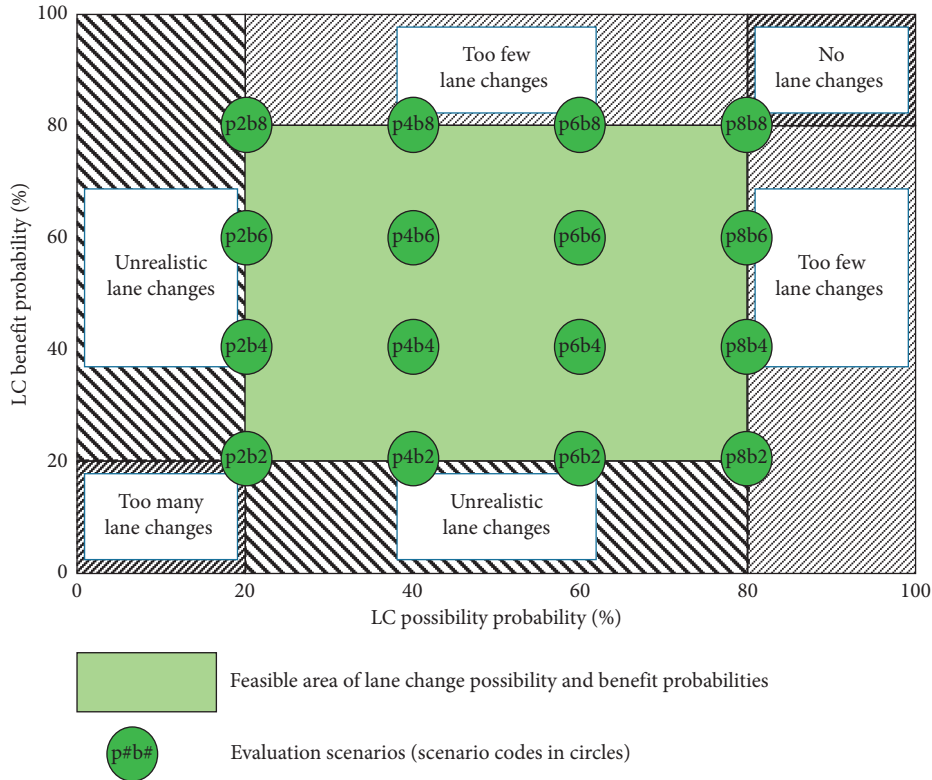 100
80
60
40
20
0
LC benefit probability (%)
Too few
lane changes
No
lane changes
p2b8
p4b8
p6b8
p8b8
Unrealistic
lane changes
p2b6
p4b6
p6b6
p8b6
Too few
lane changes
p2b4
p4b4
p6b4
p8b4
p2b2
p4b2
p6b2
p8b2
Too many
lane changes
Unrealistic
lane changes
0
20
40
60
80
100
LC possibility probability (%)
Feasible area of lane change possibility and benefit probabilities
p#b#
Evaluation scenarios (scenario codes in circles)